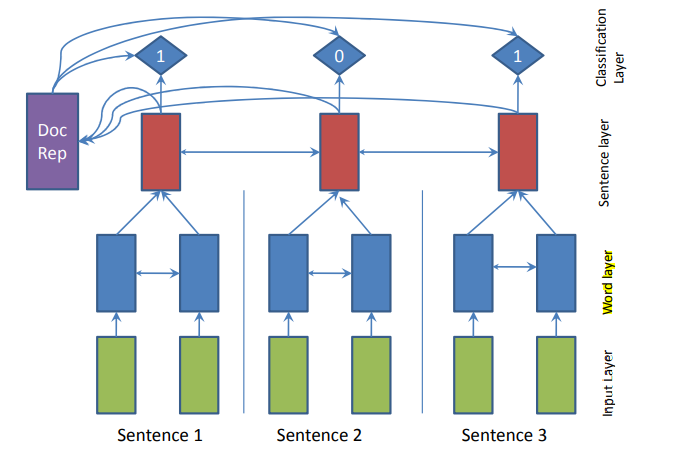 Classification
Layer
1
0
1
Doc
Rep
Sentence layer
Word layer
Input Layer
Sentence 1
Sentence 2
Sentence 3